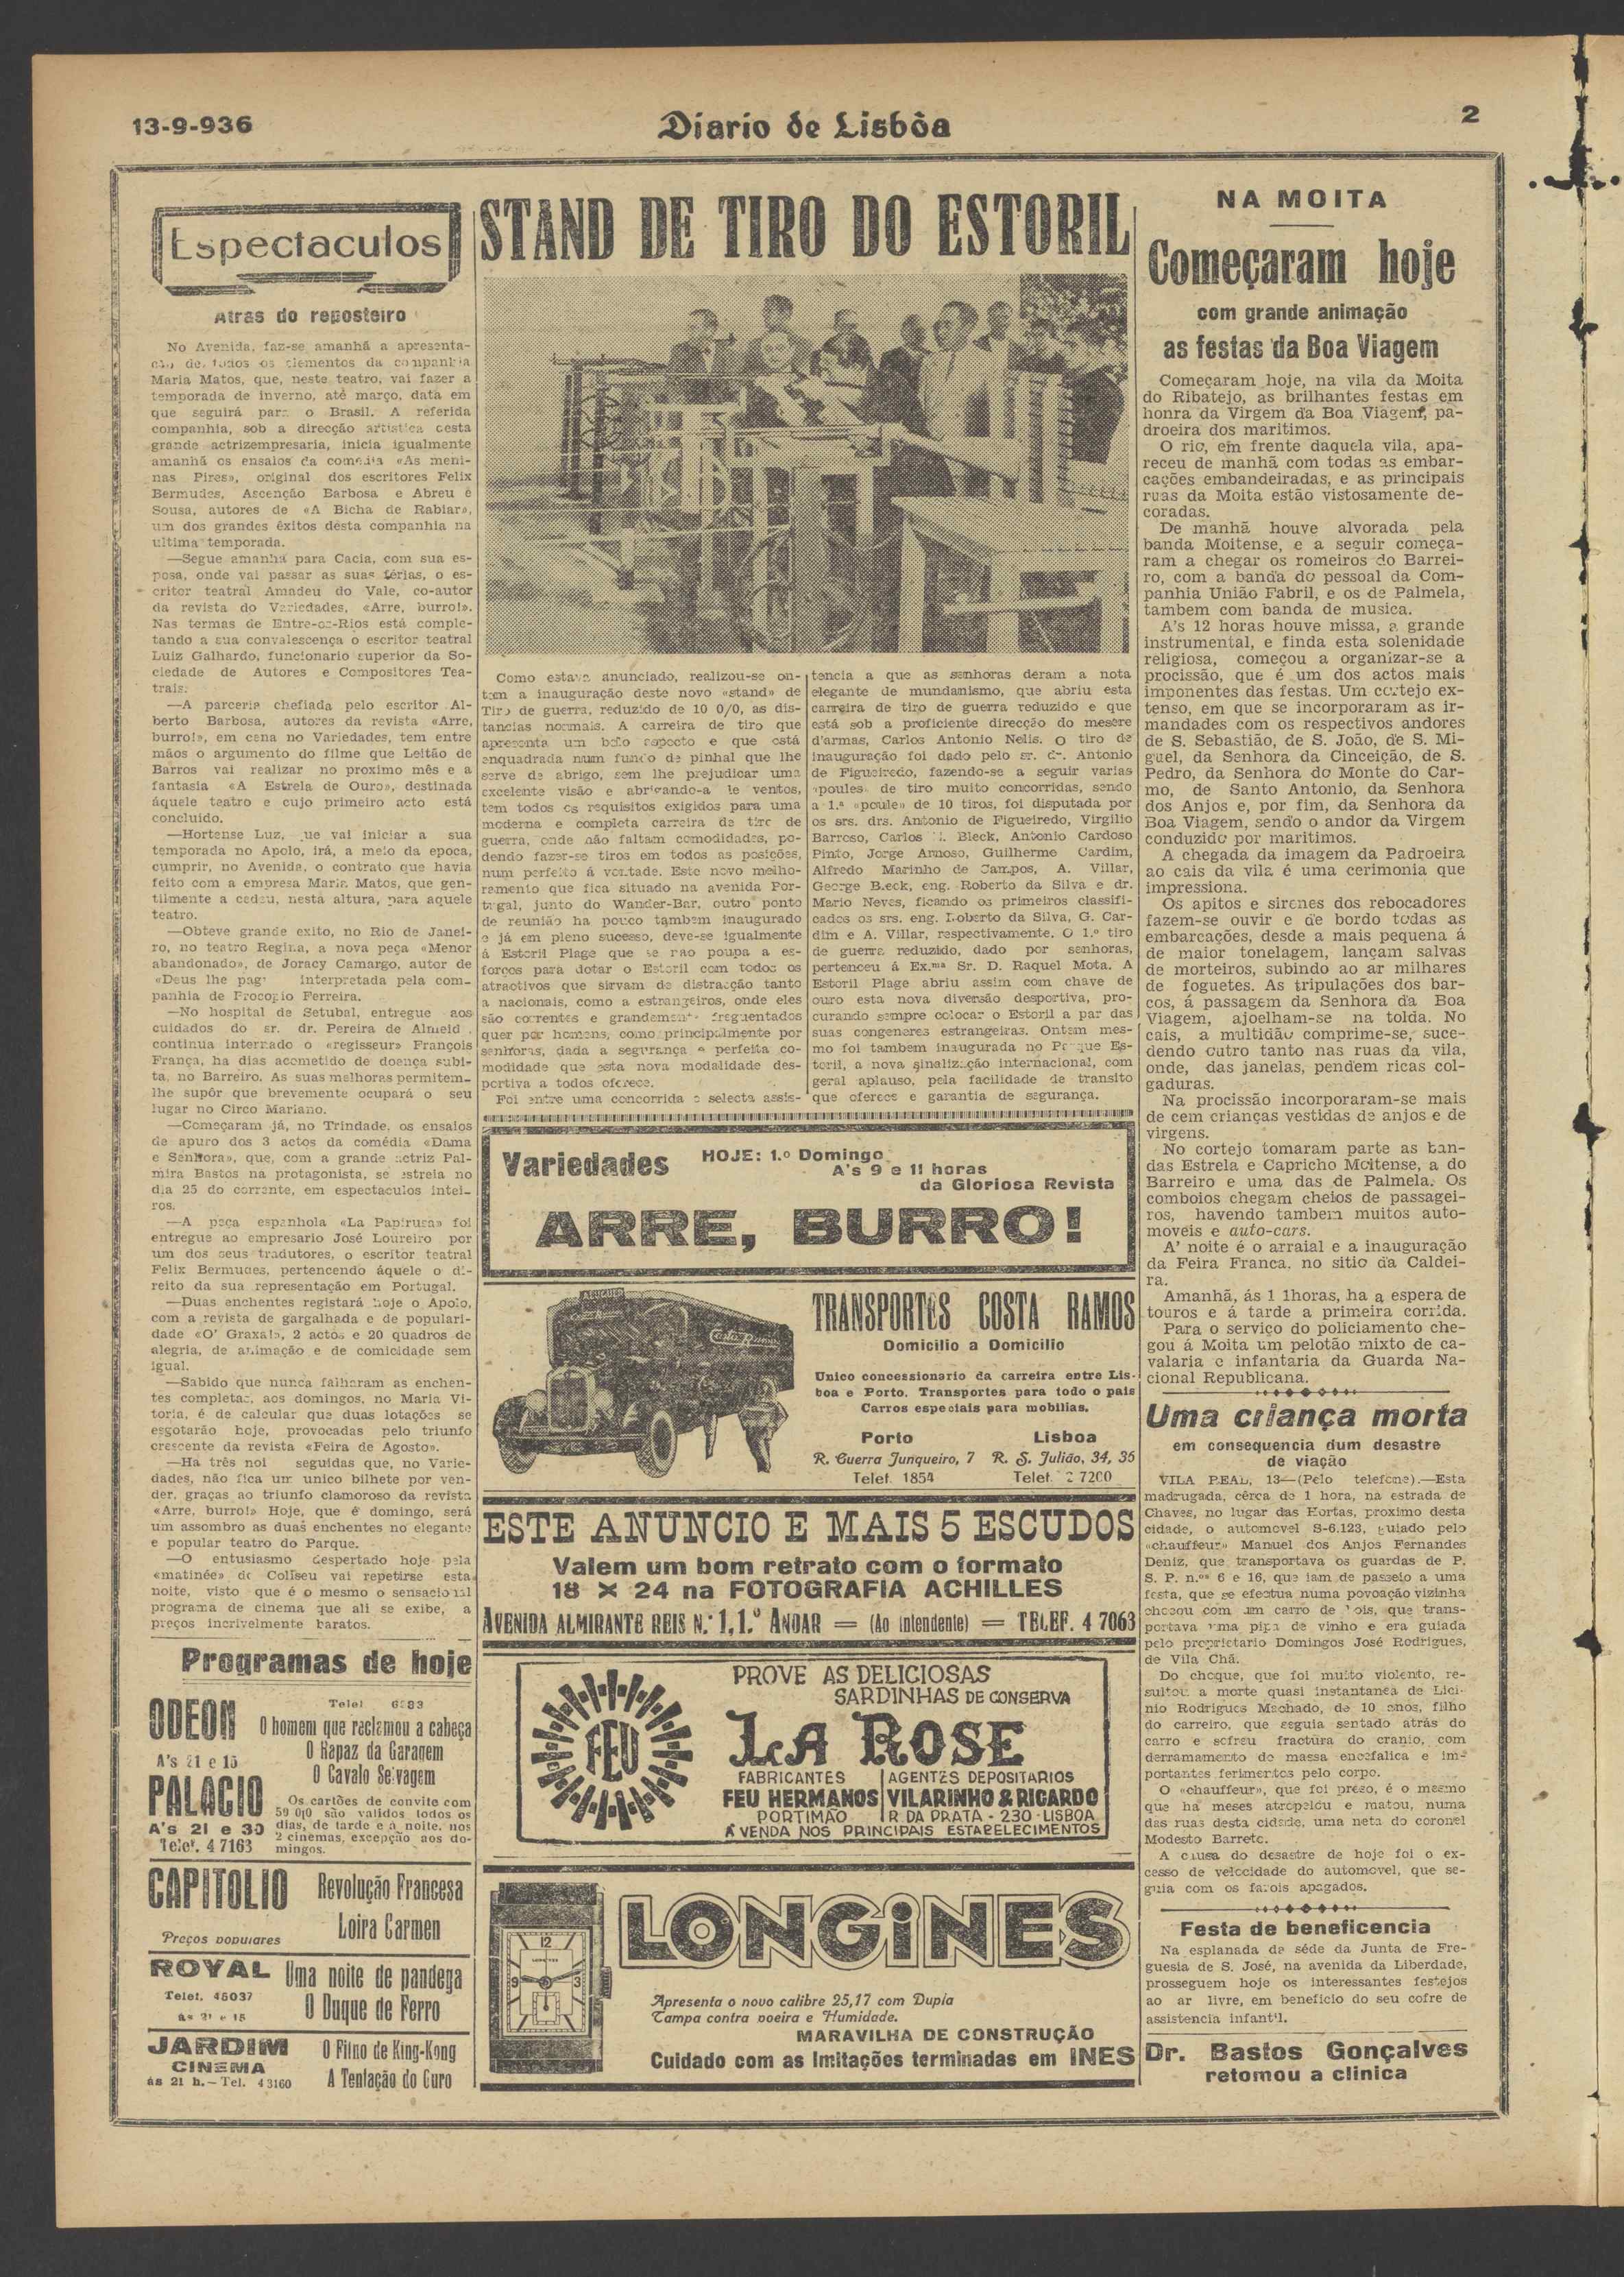 13-9-936
Diario de Lisbôa
2
Espectaculos
Atras do reposteiro
No Avenida, faz-se amanhã a apresenta-
ção de todos os elementos da companhia
Maria Matos, que, neste teatro, vai fazer a
temporada de inverno, até março, data em
que seguirá para o Brasil. A referida
companhia, sob a direcção artistica desta
grande actrizempresaria, inicia igualmente
amanhã os ensaios da comedia «As meni-
nas Pires», original dos escritores Felix
Bermudes, Ascenção Barbosa e Abreu e
Sousa, autores de «A Bicha de Rabiar»,
um dos grandes êxitos desta companhia na
ultima temporada.
—Segue amanhã para Cacia, com sua es-
posa, onde vai passar as suas férias, o es-
critor teatral Amadeu do Vale, co-autor
da revista do Variedades, «Arre, burro!».
Nas termas de Entre-os-Rios está comple-
tando a sua convalescença o escritor teatral
Luiz Galhardo, funcionario superior da So-
ciedade de Autores e Compositores Tea-
trais.
—A parceria chefiada pelo escritor Al-
berto Barbosa, autores da revista «Arre,
burro!», em cena no Variedades, tem entre
mãos o argumento do filme que Leitão de
Barros vai realizar no proximo mês e a
fantasia «A Estrela de Ouro», destinada
áquele teatro e cujo primeiro acto está
concluido.
—Hortense Luz, que vai iniciar a sua
temporada no Apolo, irá, a meio da epoca,
cumprir, no Avenida, o contrato que havia
feito com a empresa Maria Matos, que gen-
tilmente a cedeu, nesta altura, para aquele
teatro.
—Obteve grande exito, no Rio de Janei-
ro, no teatro Regina, a nova peça «Menor
abandonado», de Joracy Camargo, autor de
«Deus lhe pag interpretada pela com-
panhia de Procopio Ferreira.
—No hospital de Setubal, entregue aos
cuidados do sr. dr. Pereira de Almeid
continua internado o «regisseur» François
França, ha dias acometido de doença subi-
ta, no Barreiro. As suas melhoras permitem-
lhe supôr que brevemente ocupará o seu
lugar no Circo Mariano.
—Começaram já, no Trindade, os ensaios
de apuro dos 3 actos da comédia «Dama
e Senhora», que, com a grande actriz Pal-
mira Bastos na protagonista, se estreia no
dia 25 do corrente, em espectaculos intei-
ros.
—A peça espanhola «La Papirusa» foi
entregue ao empresario José Loureiro por
um dos seus tradutores, o escritor teatral
Felix Bermudes, pertencendo áquele o di-
reito da sua representação em Portugal.
—Duas enchentes registará hoje o Apolo,
com a revista de gargalhada e de populari-
dade «O' Graxa!», 2 actos e 20 quadros de
alegria, de animação e de comicidade sem
igual.
—Sabido que nunca falharam as enchen-
tes completas, aos domingos, no Maria Vi-
toria, é de calcular que duas lotações se
esgotarão hoje, provocadas pelo triunfo
crescente da revista «Feira de Agosto».
—Ha três noi seguidas que, no Varie-
dades, não fica um unico bilhete por ven-
der, graças ao triunfo clamoroso da revista
«Arre, burro!» Hoje, que é domingo, será
um assombro as duas enchentes no elegante
e popular teatro do Parque.
—O entusiasmo despertado hoje pela
«matinée» do Coliseu vai repetirse esta
noite, visto que é o mesmo o sensacional
programa de cinema que ali se exibe, a
preços incrivelmente baratos.
Programas de hoje
ODEON
Telef 6283
O homem que reclamou a cabeça
O Rapaz da Garagem
O Cavalo Selvagem
A's 21 e 15
PALACIO
A's 21 e 30
Telef. 4 7163
Os cartões de convite com
50 0|0 são validos todos os
dias, de tarde e á noite, nos
2 cinemas, excepção aos do-
mingos.
CAPITOLIO
Revolução Francesa
Loira Carmen
Preços populares
ROYAL
Telef. 45037
ás 21 e 15
Uma noite de pandega
O Duque de Ferro
JARDIM
CINEMA
ás 21 h.—Tel. 4 3160
O Filho de King-Kong
A Tentação do Ouro
STAND DE TIRO DO ESTORIL
Como estava anunciado, realizou-se on-
tem a inauguração deste novo «stand» de
Tiro de guerra, reduzido de 10 0/0, as dis-
tancias normais. A carreira de tiro que
apresenta um belo aspecto e que está
enquadrada num fundo de pinhal que lhe
serve de abrigo, sem lhe prejudicar uma
excelente visão e abrigando-a de ventos,
tem todos os requisitos exigidos para uma
moderna e completa carreira de tiro de
guerra, onde não faltam comodidades, po-
dendo fazer-se tiros em todos as posições,
num perfeito á vontade. Este novo melho-
ramento que fica situado na avenida Por-
tugal, junto do Wander-Bar, outro ponto
de reunião ha pouco tambem inaugurado
e já em pleno sucesso, deve-se igualmente
á Estoril Plage que se não poupa a es-
forços para dotar o Estoril com todos os
atractivos que sirvam de distracção tanto
a nacionais, como a estrangeiros, onde eles
são correntes e grandemente freguentados
quer por homens, como principalmente por
senhoras, dada a segurança e perfeita co-
modidade que esta nova modalidade des-
portiva a todos oferece.
Foi entre uma concorrida e selecta assis-
tencia a que as senhoras deram a nota
elegante de mundanismo, que abriu esta
carreira de tiro de guerra reduzido e que
está sob a proficiente direcção do mestre
d'armas, Carlos Antonio Nelis. O tiro de
inauguração foi dado pelo sr. dr. Antonio
de Figueiredo, fazendo-se a seguir varias
«poules» de tiro muito concorridas, sendo
a 1.ª «poule» de 10 tiros, foi disputada por
os srs. drs. Antonio de Figueiredo, Virgilio
Barroso, Carlos Bleck, Antonio Cardoso
Pinto, Jorge Arnoso, Guilherme Cardim,
Alfredo Marinho de Campos, A. Villar,
George Bleck, eng. Roberto da Silva e dr.
Mario Neves, ficando os primeiros classifi-
cados os srs. eng. Roberto da Silva, G. Car-
dim e A. Villar, respectivamente. O 1.º tiro
de guerra reduzido, dado por senhoras,
pertenceu á Ex.ma Sr. D. Raquel Mota. A
Estoril Plage abriu assim com chave de
ouro esta nova diversão desportiva, pro-
curando sempre colocar o Estoril a par das
suas congeneres estrangeiras. Ontem mes-
mo foi tambem inaugurada no Parque Es-
toril, a nova sinalização internacional, com
geral aplauso, pela facilidade de transito
que oferece e garantia de segurança.
Variedades
HOJE: 1.º Domingo
A's 9 e 11 horas
da Gloriosa Revista
ARRE, BURRO!
Costa Ramos
TRANSPORTES COSTA RAMOS
Domicilio a Domicilio
Unico concessionario da carreira entre Lis-
boa e Porto. Transportes para todo o pais
Carros especiais para mobilias.
Porto
R. Guerra Junqueiro, 7
Telef. 1854
Lisboa
R. S. Julião, 34, 36
Telef. 2 7200
ESTE ANUNCIO E MAIS 5 ESCUDOS
Valem um bom retrato com o formato
18 × 24 na FOTOGRAFIA ACHILLES
AVENIDA ALMIRANTE REIS N.º 1, 1.º ANDAR = (Ao Intendente) = TELEF. 4 7063
FEU
PROVE AS DELICIOSAS
SARDINHAS DE CONSERVA
LA ROSE
FABRICANTES
FEU HERMANOS
PORTIMÃO
AGENTES DEPOSITARIOS
VILARINHO & RICARDO
R. DA PRATA - 230 - LISBOA
Á VENDA NOS PRINCIPAIS ESTABELECIMENTOS
LONGINES
12
9
3
Apresenta o novo calibre 25,17 com Dupla
Tampa contra poeira e Humidade.
MARAVILHA DE CONSTRUÇÃO
Cuidado com as Imitações terminadas em INES
NA MOITA
Começaram hoje
com grande animação
as festas da Boa Viagem
Começaram hoje, na vila da Moita
do Ribatejo, as brilhantes festas em
honra da Virgem da Boa Viagem, pa-
droeira dos maritimos.
O rio, em frente daquela vila, apa-
receu de manhã com todas as embar-
cações embandeiradas, e as principais
ruas da Moita estão vistosamente de-
coradas.
De manhã houve alvorada pela
banda Moitense, e a seguir começa-
ram a chegar os romeiros do Barrei-
ro, com a banda do pessoal da Com-
panhia União Fabril, e os de Palmela,
tambem com banda de musica.
A's 12 horas houve missa, a grande
instrumental, e finda esta solenidade
religiosa, começou a organizar-se a
procissão, que é um dos actos mais
imponentes das festas. Um cortejo ex-
tenso, em que se incorporaram as ir-
mandades com os respectivos andores
de S. Sebastião, de S. João, de S. Mi-
guel, da Senhora da Cinceição, de S.
Pedro, da Senhora do Monte do Car-
mo, de Santo Antonio, da Senhora
dos Anjos e, por fim, da Senhora da
Boa Viagem, sendo o andor da Virgem
conduzido por maritimos.
A chegada da imagem da Padroeira
ao cais da vila é uma cerimonia que
impressiona.
Os apitos e sirenes dos rebocadores
fazem-se ouvir e de bordo todas as
embarcações, desde a mais pequena á
de maior tonelagem, lançam salvas
de morteiros, subindo ao ar milhares
de foguetes. As tripulações dos bar-
cos, á passagem da Senhora da Boa
Viagem, ajoelham-se na tolda. No
cais, a multidão comprime-se, suce-
dendo outro tanto nas ruas da vila,
onde, das janelas, pendem ricas col-
gaduras.
Na procissão incorporaram-se mais
de cem crianças vestidas de anjos e de
virgens.
No cortejo tomaram parte as ban-
das Estrela e Capricho Moitense, a do
Barreiro e uma das de Palmela. Os
comboios chegam cheios de passagei-
ros, havendo tambem muitos auto-
moveis e auto-cars.
A' noite é o arraial e a inauguração
da Feira Franca, no sitio da Caldei-
ra.
Amanhã, ás 1 1horas, ha a espera de
touros e á tarde a primeira corrida.
Para o serviço do policiamento che-
gou á Moita um pelotão mixto de ca-
valaria e infantaria da Guarda Na-
cional Republicana.
Uma criança morta
em consequencia dum desastre
de viação
VILA REAL, 13—(Pelo telefone).—Esta
madrugada, cêrca de 1 hora, na estrada de
Chaves, no lugar das Hortas, proximo desta
cidade, o automovel S-6.123, guiado pelo
«chauffeur» Manuel dos Anjos Fernandes
Deniz, que transportava os guardas de P.
S. P. n.os 6 e 16, que iam de passeio a uma
festa, que se efectua numa povoação vizinha
chocou com um carro de bois, que trans-
portava uma pipa de vinho e era guiada
pelo proprietario Domingos José Rodrigues,
de Vila Chã.
Do choque, que foi muito violento, re-
sultou a morte quasi instantanea de Lici-
nio Rodrigues Machado, de 10 anos, filho
do carreiro, que seguia sentado atrás do
carro e sofreu fractura do cranio, com
derramamento de massa encefalica e im-
portantes ferimentos pelo corpo.
O «chauffeur», que foi preso, é o mesmo
que ha meses atropelou e matou, numa
das ruas desta cidade, uma neta do coronel
Modesto Barreto.
A causa do desastre de hoje foi o ex-
cesso de velocidade do automovel, que se-
guia com os farois apagados.
Festa de beneficencia
Na esplanada da séde da Junta de Fre-
guesia de S. José, na avenida da Liberdade,
prosseguem hoje os interessantes festejos
ao ar livre, em beneficio do seu cofre de
assistencia infantil.
Dr. Bastos Gonçalves
retomou a clinica